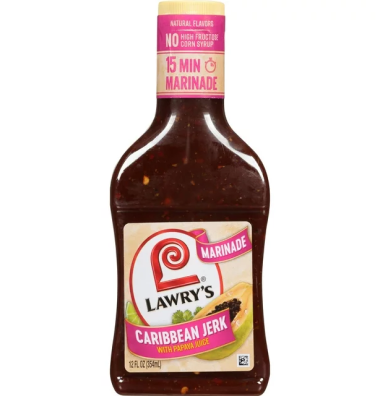 NATURAL FLAVORS
NO HIGH FRUCTOSE
CORN SYRUP
15 MIN
MARINADE
MARINADE
LAWRY'S
®
CARIBBEAN JERK
WITH PAPAYA JUICE
12 FL OZ (354mL)